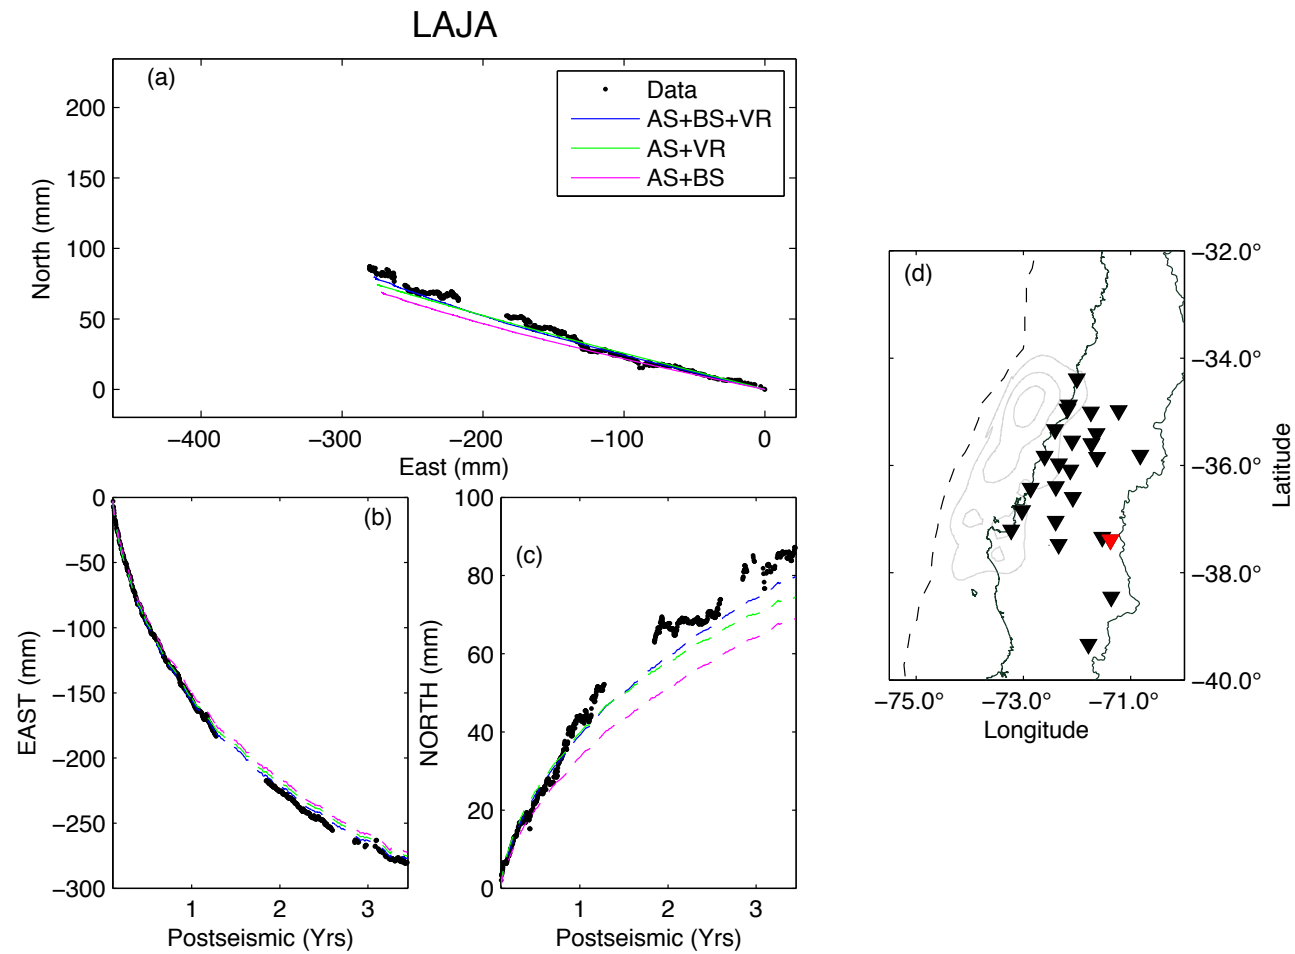 LAJA
(a)
Data
AS+BS+VR
AS+VR
AS+BS
200
150
100
50
0
North (mm)
−400 −300 −200 −100 0
East (mm)
(b)
0
−50
−100
−150
−200
−250
−300
EAST (mm)
1 2 3
Postseismic (Yrs)
(c)
100
80
60
40
20
0
NORTH (mm)
1 2 3
Postseismic (Yrs)
(d)
−32.0°
−34.0°
−36.0°
−38.0°
−40.0°
Latitude
−75.0° −73.0° −71.0°
Longitude